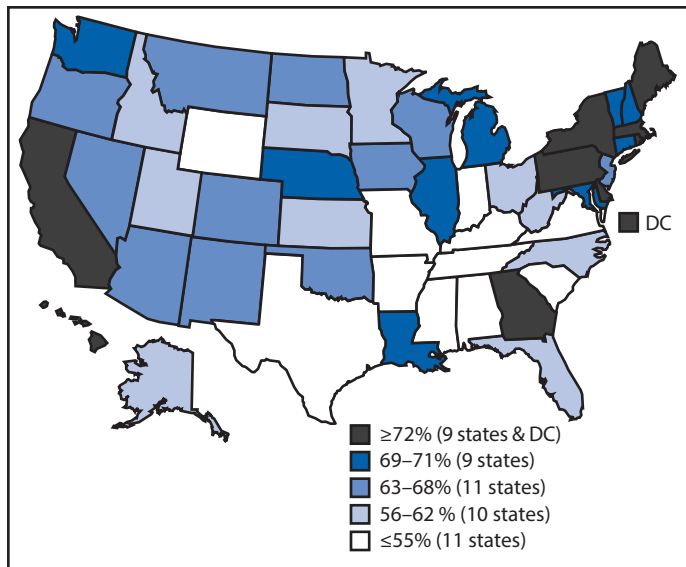 DC
≥72% (9 states & DC)
69–71% (9 states)
63–68% (11 states)
56–62 % (10 states)
≤55% (11 states)